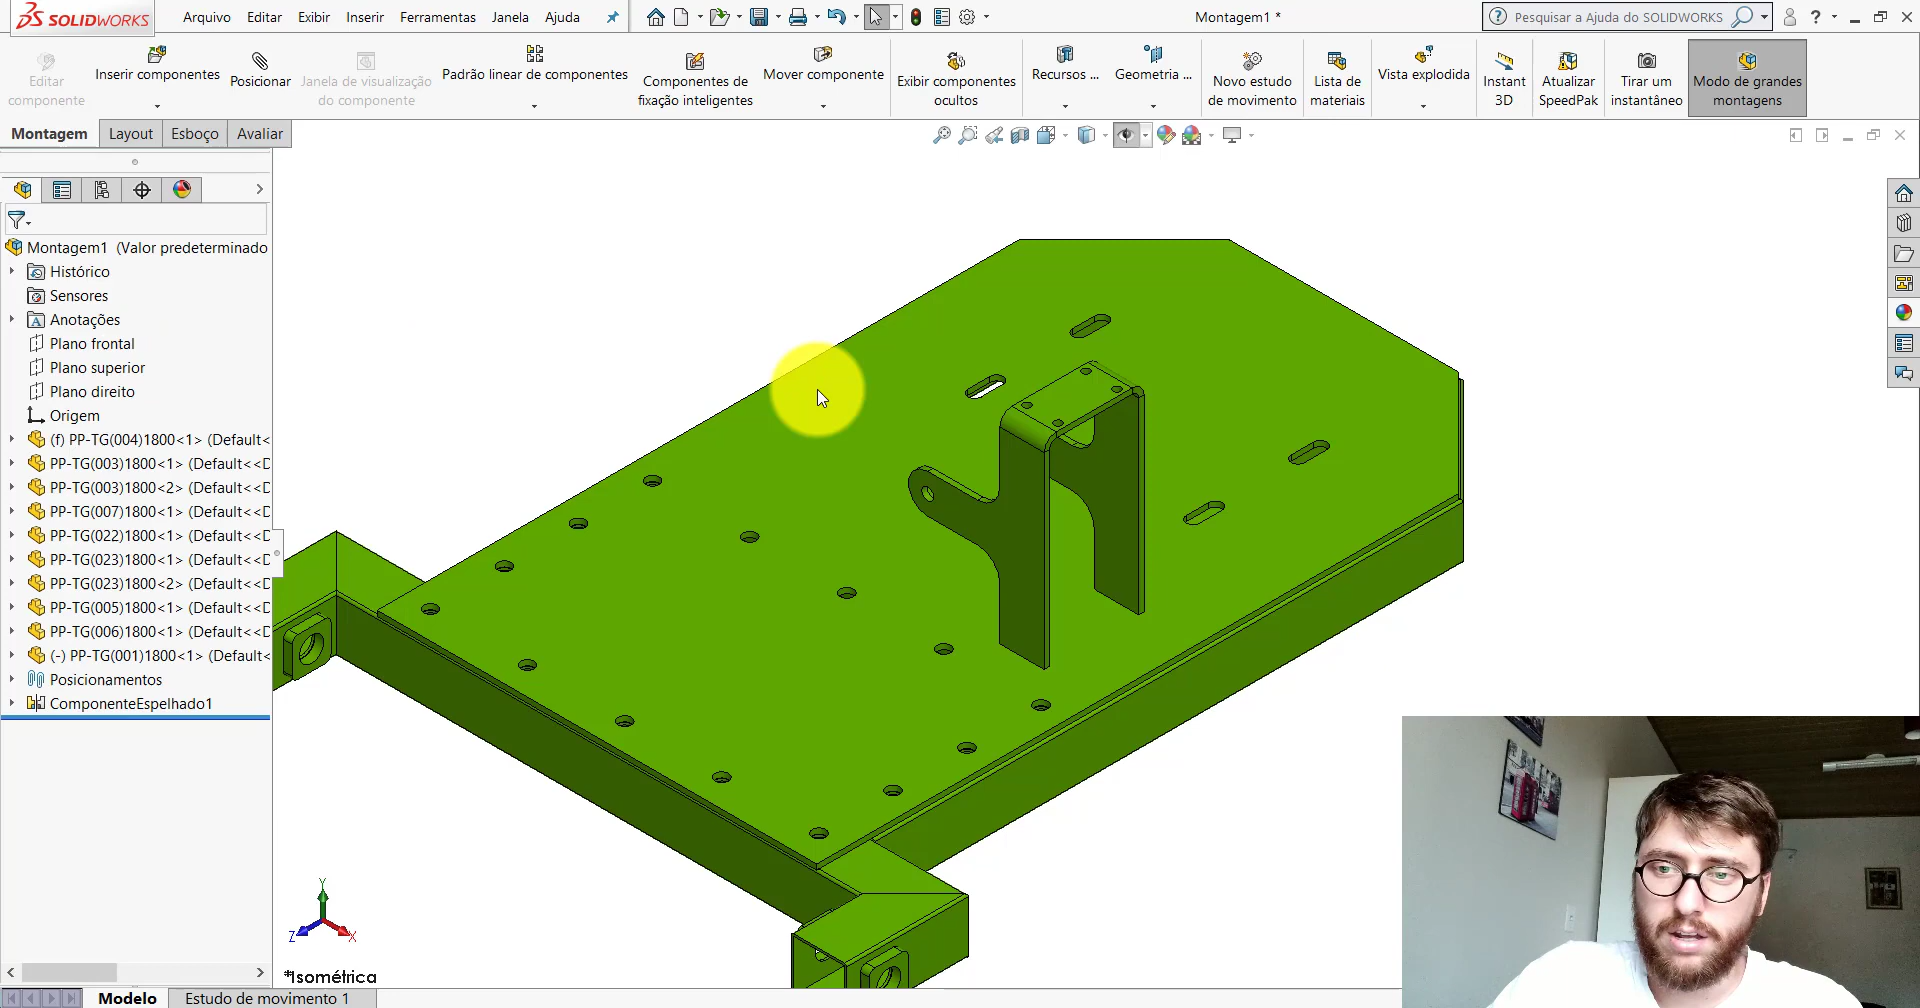 SOLIDWORKS
Arquivo Editar Exibir Inserir Ferramentas Janela Ajuda
Montagem1 *
Pesquisar a Ajuda do SOLIDWORKS
?
Editar componente
Inserir componentes
Posicionar
Janela de visualização do componente
Padrão linear de componentes
Componentes de fixação inteligentes
Mover componente
Exibir componentes ocultos
Recursos ...
Geometria ...
Novo estudo de movimento
Lista de materiais
Vista explodida
Instant 3D
Atualizar SpeedPak
Tirar um instantâneo
Modo de grandes montagens
Montagem Layout Esboço Avaliar
Montagem1 (Valor predeterminado
Histórico
Sensores
Anotações
Plano frontal
Plano superior
Plano direito
Origem
(f) PP-TG(004)1800<1> (Default<
PP-TG(003)1800<1> (Default<<D
PP-TG(003)1800<2> (Default<<D
PP-TG(007)1800<1> (Default<<D
PP-TG(022)1800<1> (Default<<D
PP-TG(023)1800<1> (Default<<D
PP-TG(023)1800<2> (Default<<D
PP-TG(005)1800<1> (Default<<D
PP-TG(006)1800<1> (Default<<D
(-) PP-TG(001)1800<1> (Default<
Posicionamentos
ComponenteEspelhado1
Y
Z
X
*Isométrica
Modelo Estudo de movimento 1